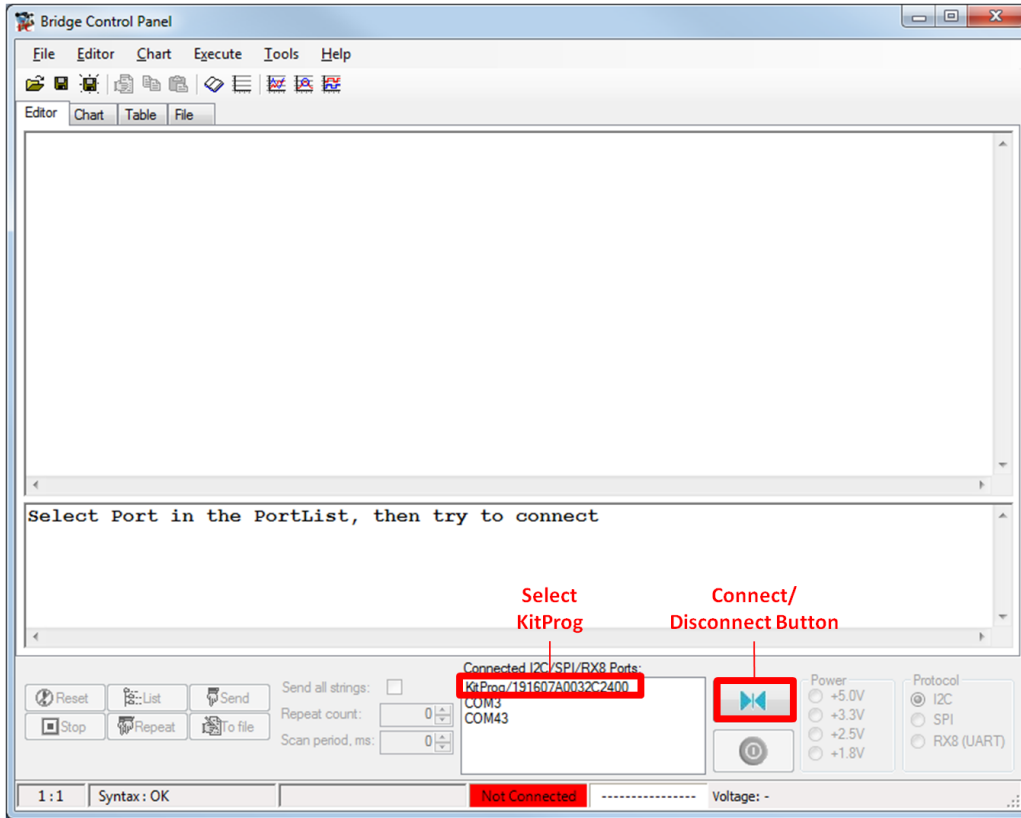 Bridge Control Panel
File Editor Chart Execute Tools Help
Editor Chart Table File
Select Port in the PortList, then try to connect
Select
KitProg
Connect/
Disconnect Button
Connected I2C/SPI/RX8 Ports:
KitProg/191607A0032C2400
COM3
COM43
Reset List Send
Stop Repeat To file
Send all strings:
Repeat count: 0
Scan period, ms: 0
Power
+5.0V
+3.3V
+2.5V
+1.8V
Protocol
I2C
SPI
RX8 (UART)
1:1 Syntax : OK Not Connected --------------- Voltage: -